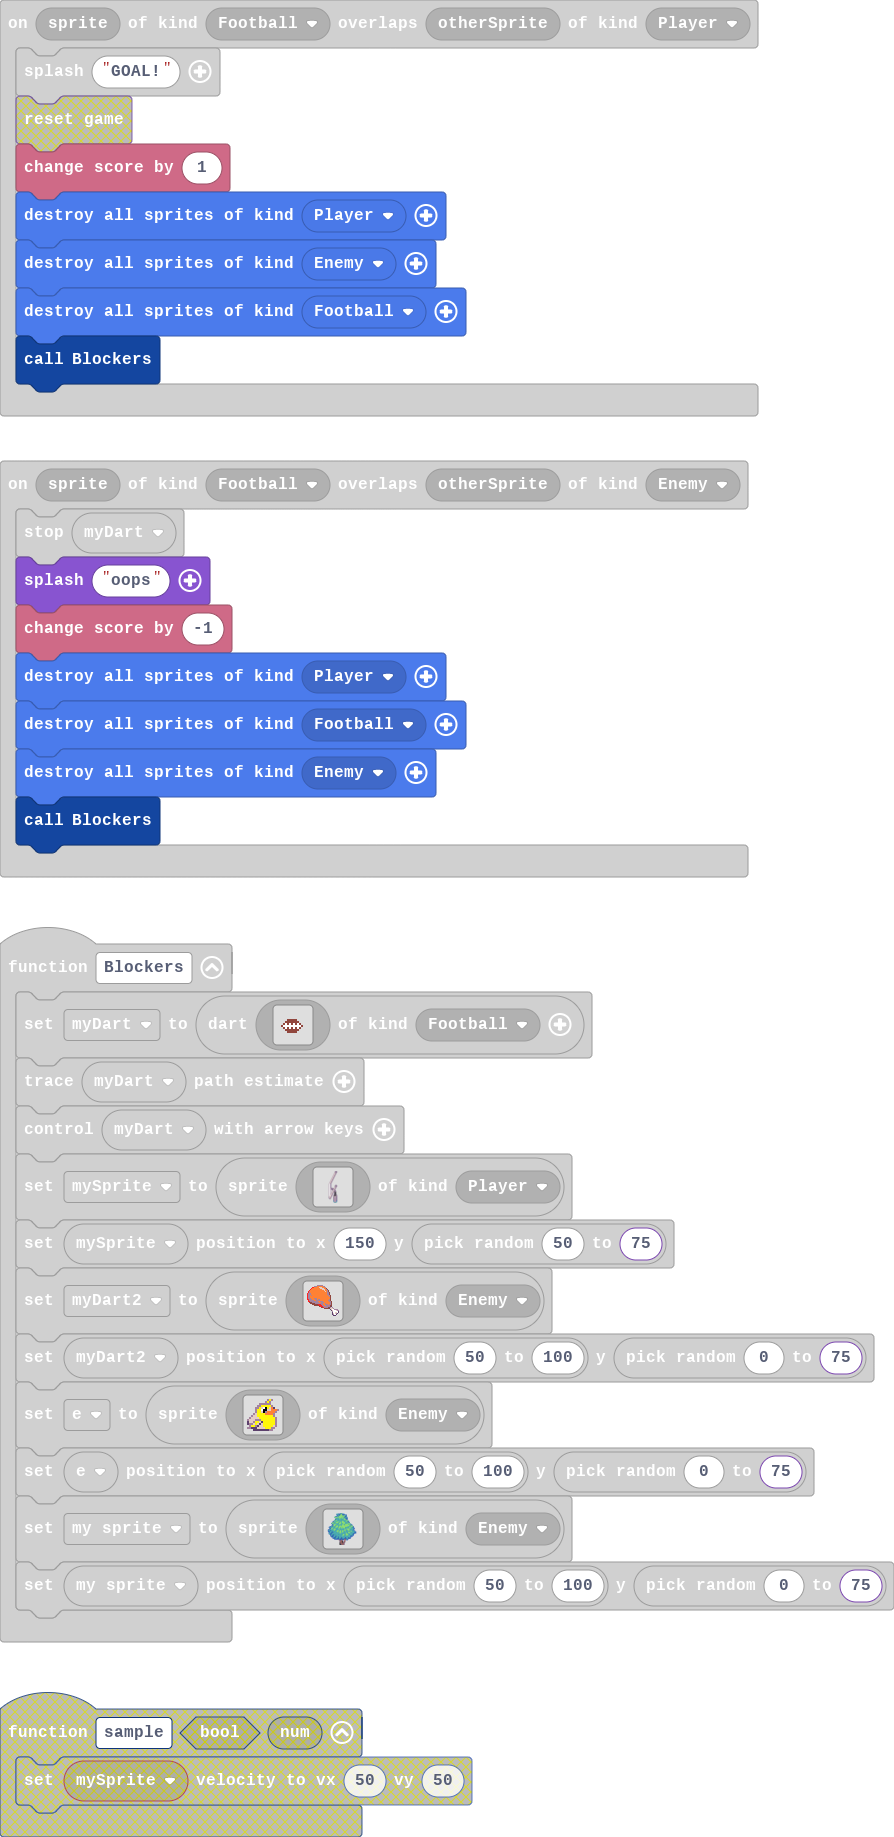 on sprite of kind Football overlaps otherSprite of kind Player
splash "GOAL!"
reset game
change score by 1
destroy all sprites of kind Player
destroy all sprites of kind Enemy
destroy all sprites of kind Football
call Blockers
on sprite of kind Football overlaps otherSprite of kind Enemy
stop myDart
splash "oops"
change score by -1
destroy all sprites of kind Player
destroy all sprites of kind Football
destroy all sprites of kind Enemy
call Blockers
function Blockers
set myDart to dart of kind Football
trace myDart path estimate
control myDart with arrow keys
set mySprite to sprite of kind Player
set mySprite position to x 150 y pick random 50 to 75
set myDart2 to sprite of kind Enemy
set myDart2 position to x pick random 50 to 100 y pick random 0 to 75
set e to sprite of kind Enemy
set e position to x pick random 50 to 100 y pick random 0 to 75
set my sprite to sprite of kind Enemy
set my sprite position to x pick random 50 to 100 y pick random 0 to 75
function sample bool num
set mySprite velocity to vx 50 vy 50